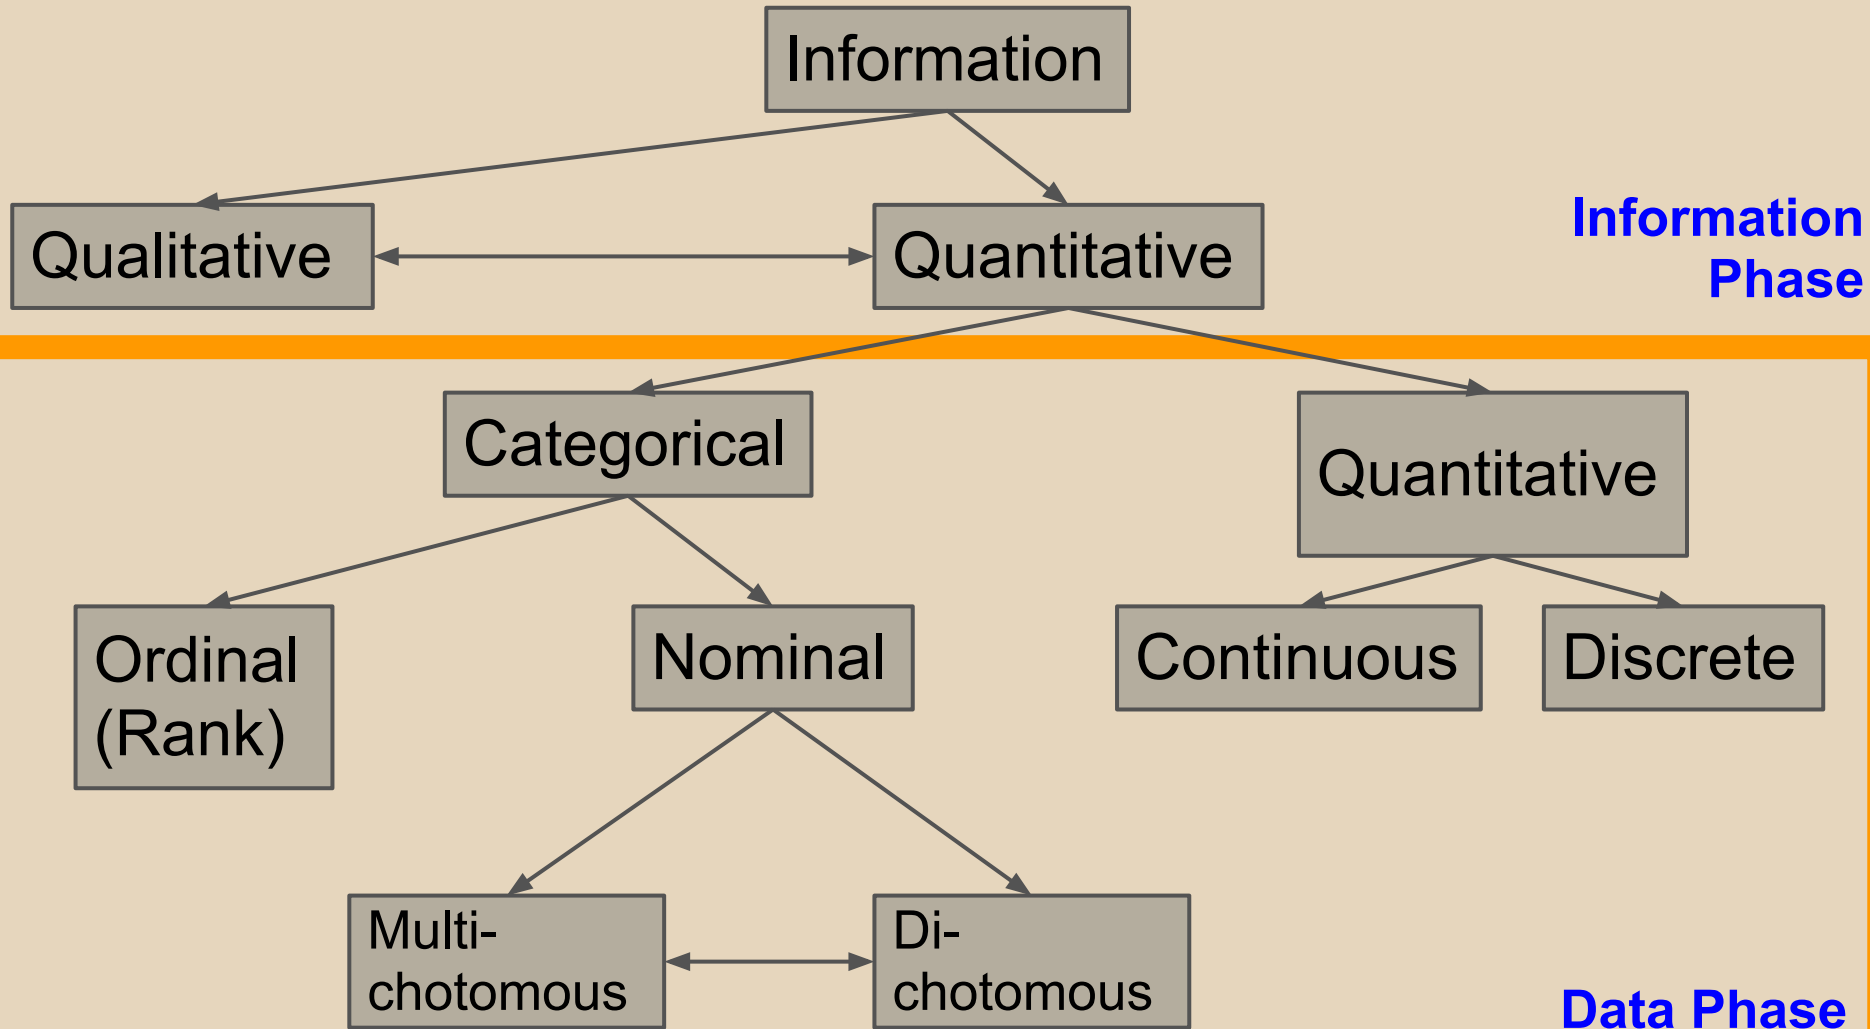 Information
Qualitative
Quantitative
Information
Phase
Categorical
Quantitative
Ordinal
(Rank)
Nominal
Continuous
Discrete
Multi-
chotomous
Di-
chotomous
Data Phase